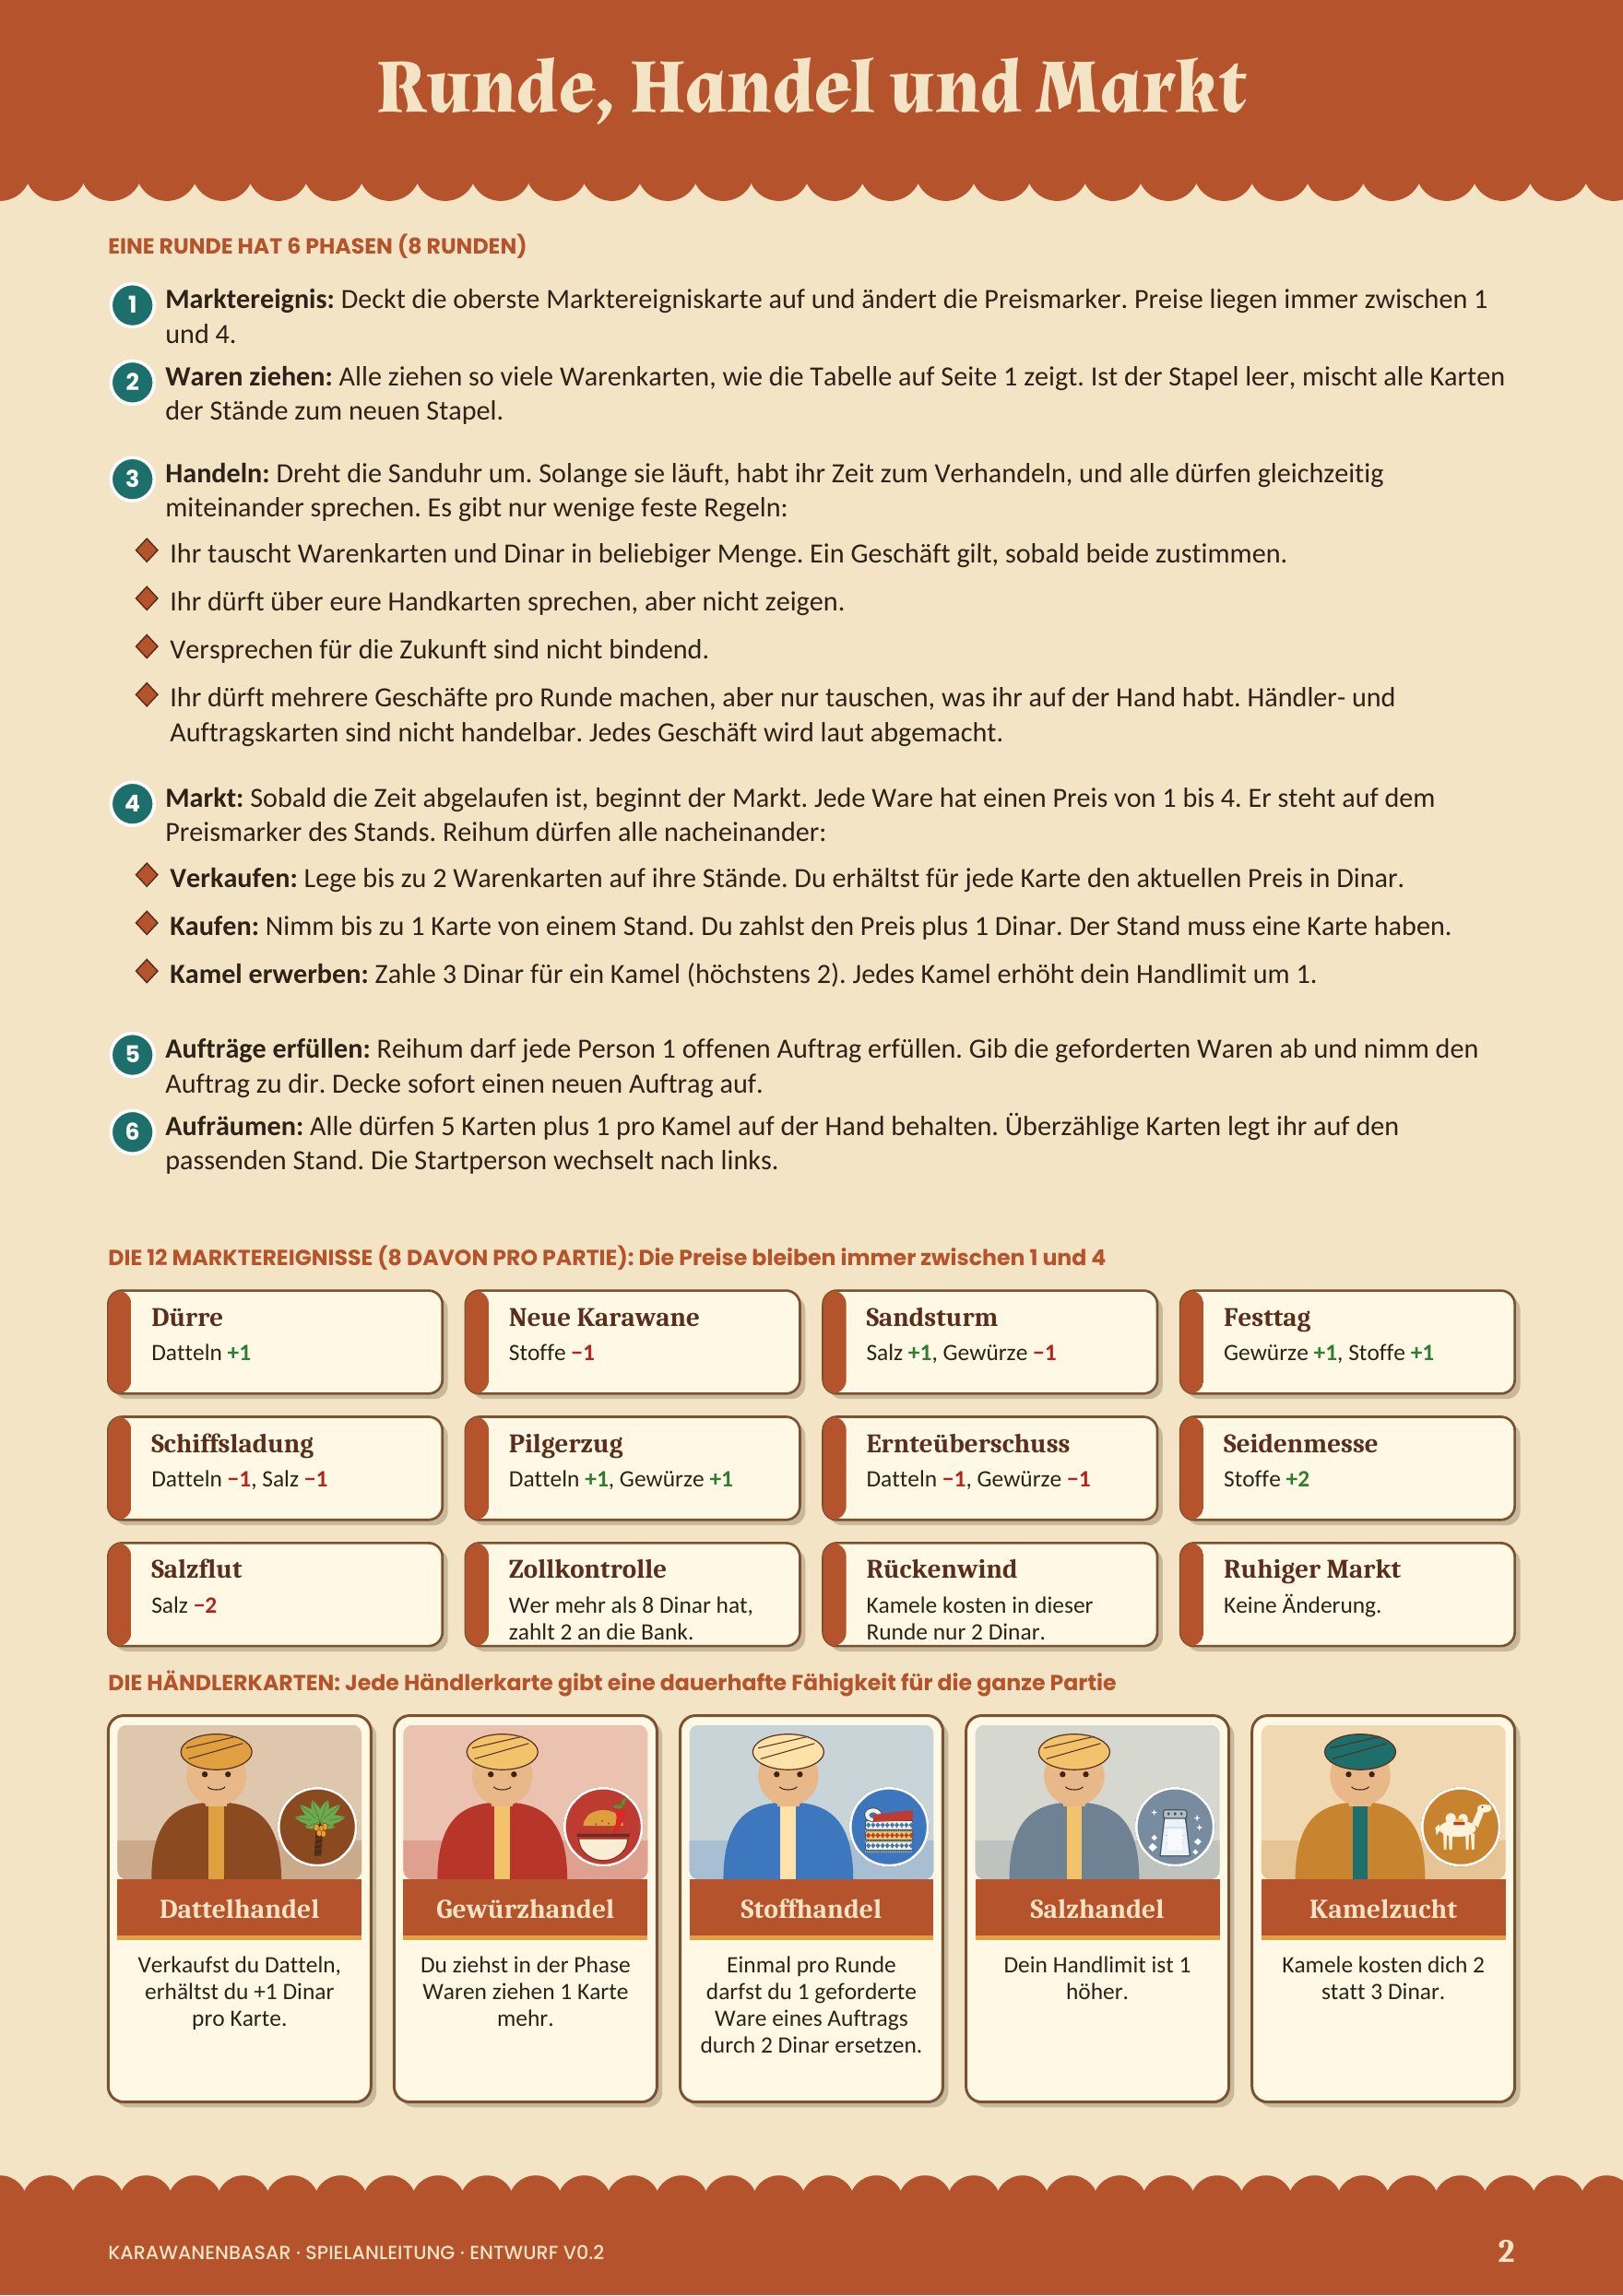 Runde, Handel und Markt
EINE RUNDE HAT 6 PHASEN (8 RUNDEN)
1 Marktereignis: Deckt die oberste Marktereigniskarte auf und ändert die Preismarker. Preise liegen immer zwischen 1
und 4.
2 Waren ziehen: Alle ziehen so viele Warenkarten, wie die Tabelle auf Seite 1 zeigt. Ist der Stapel leer, mischt alle Karten
der Stände zum neuen Stapel.
3 Handeln: Dreht die Sanduhr um. Solange sie läuft, habt ihr Zeit zum Verhandeln, und alle dürfen gleichzeitig
miteinander sprechen. Es gibt nur wenige feste Regeln:
Ihr tauscht Warenkarten und Dinar in beliebiger Menge. Ein Geschäft gilt, sobald beide zustimmen.
Ihr dürft über eure Handkarten sprechen, aber nicht zeigen.
Versprechen für die Zukunft sind nicht bindend.
Ihr dürft mehrere Geschäfte pro Runde machen, aber nur tauschen, was ihr auf der Hand habt. Händler- und
Auftragskarten sind nicht handelbar. Jedes Geschäft wird laut abgemacht.
4 Markt: Sobald die Zeit abgelaufen ist, beginnt der Markt. Jede Ware hat einen Preis von 1 bis 4. Er steht auf dem
Preismarker des Stands. Reihum dürfen alle nacheinander:
Verkaufen: Lege bis zu 2 Warenkarten auf ihre Stände. Du erhältst für jede Karte den aktuellen Preis in Dinar.
Kaufen: Nimm bis zu 1 Karte von einem Stand. Du zahlst den Preis plus 1 Dinar. Der Stand muss eine Karte haben.
Kamel erwerben: Zahle 3 Dinar für ein Kamel (höchstens 2). Jedes Kamel erhöht dein Handlimit um 1.
5 Aufträge erfüllen: Reihum darf jede Person 1 offenen Auftrag erfüllen. Gib die geforderten Waren ab und nimm den
Auftrag zu dir. Decke sofort einen neuen Auftrag auf.
6 Aufräumen: Alle dürfen 5 Karten plus 1 pro Kamel auf der Hand behalten. Überzählige Karten legt ihr auf den
passenden Stand. Die Startperson wechselt nach links.
DIE 12 MARKTEREIGNISSE (8 DAVON PRO PARTIE): Die Preise bleiben immer zwischen 1 und 4
Dürre
Datteln +1
Neue Karawane
Stoffe −1
Sandsturm
Salz +1, Gewürze −1
Festtag
Gewürze +1, Stoffe +1
Schiffsladung
Datteln −1, Salz −1
Pilgerzug
Datteln +1, Gewürze +1
Ernteüberschuss
Datteln −1, Gewürze −1
Seidenmesse
Stoffe +2
Salzflut
Salz −2
Zollkontrolle
Wer mehr als 8 Dinar hat,
zahlt 2 an die Bank.
Rückenwind
Kamele kosten in dieser
Runde nur 2 Dinar.
Ruhiger Markt
Keine Änderung.
DIE HÄNDLERKARTEN: Jede Händlerkarte gibt eine dauerhafte Fähigkeit für die ganze Partie
Dattelhandel
Verkaufst du Datteln,
erhältst du +1 Dinar
pro Karte.
Gewürzhandel
Du ziehst in der Phase
Waren ziehen 1 Karte
mehr.
Stoffhandel
Einmal pro Runde
darfst du 1 geforderte
Ware eines Auftrags
durch 2 Dinar ersetzen.
Salzhandel
Dein Handlimit ist 1
höher.
Kamelzucht
Kamele kosten dich 2
statt 3 Dinar.
KARAWANENBASAR · SPIELANLEITUNG · ENTWURF V0.2
2